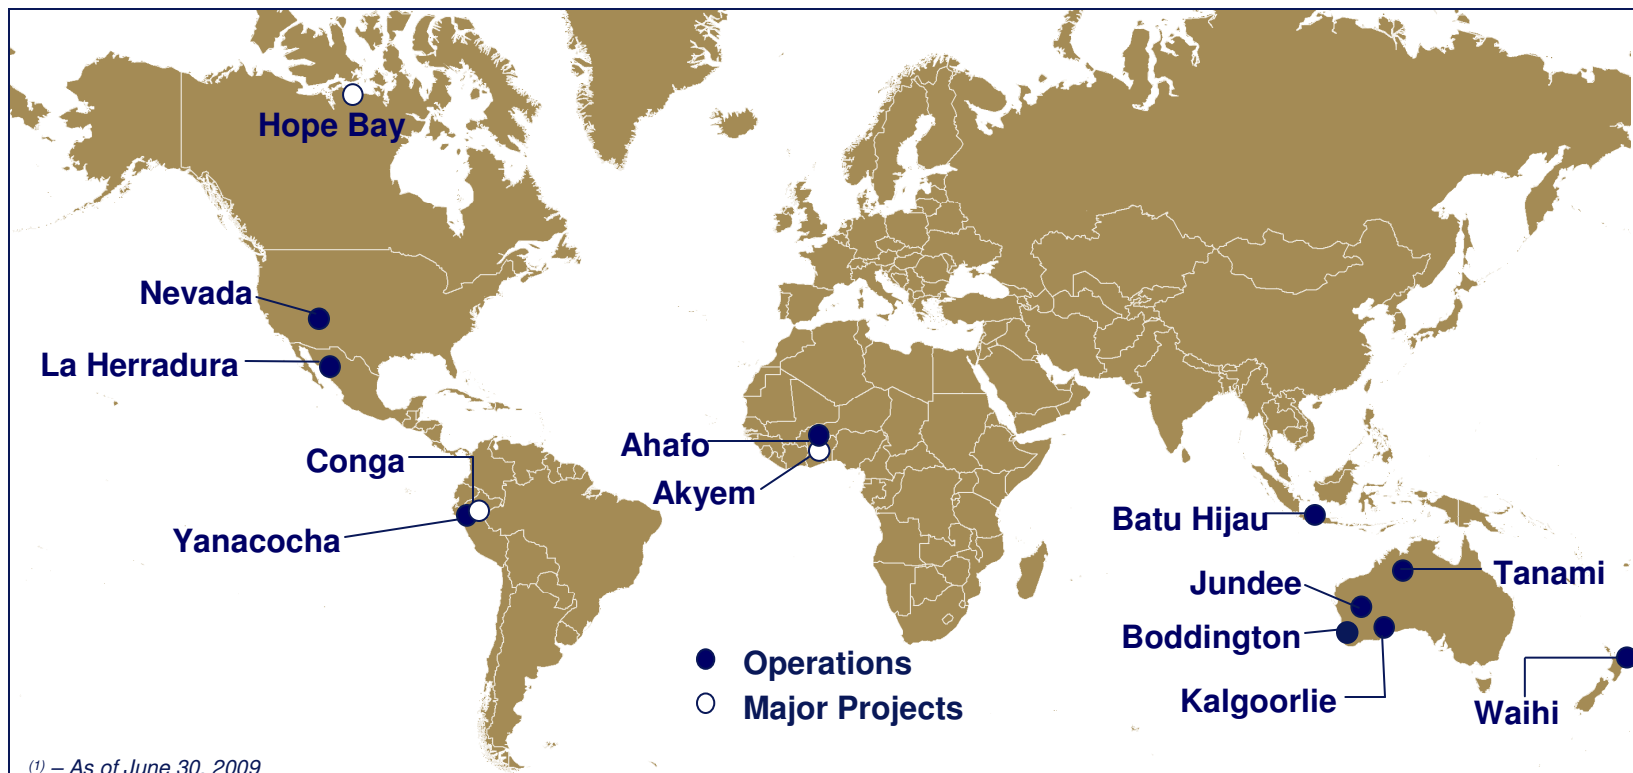 Hope Bay
Nevada
La Herradura
Conga
Yanacocha
Ahafo
Akyem
Batu Hijau
Tanami
Jundee
Boddington
Kalgoorlie
Waihi
Operations
Major Projects
(1) – As of June 30, 2009